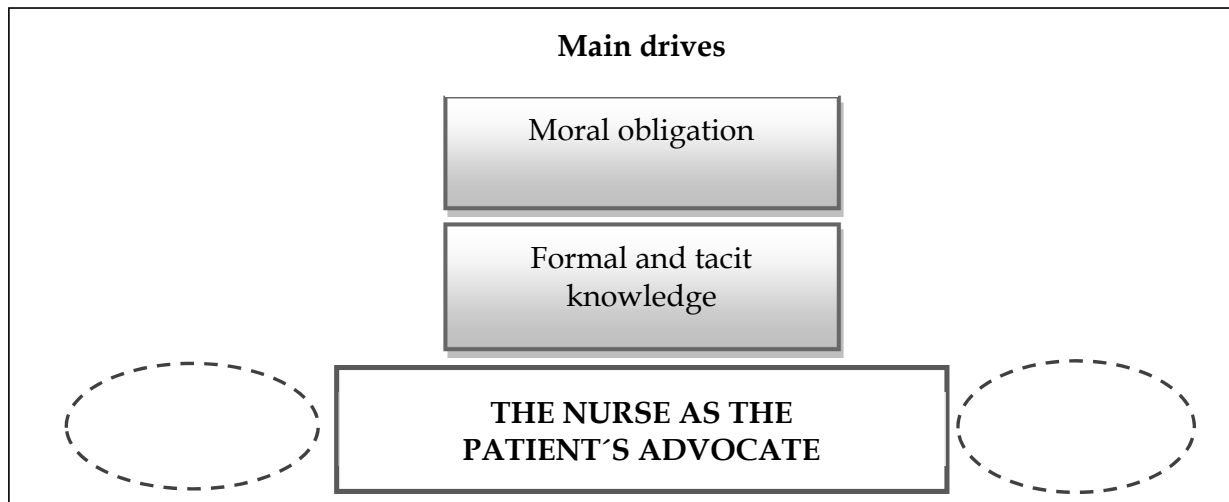 Main drives
Moral obligation
Formal and tacit
knowledge
THE NURSE AS THE
PATIENT´S ADVOCATE